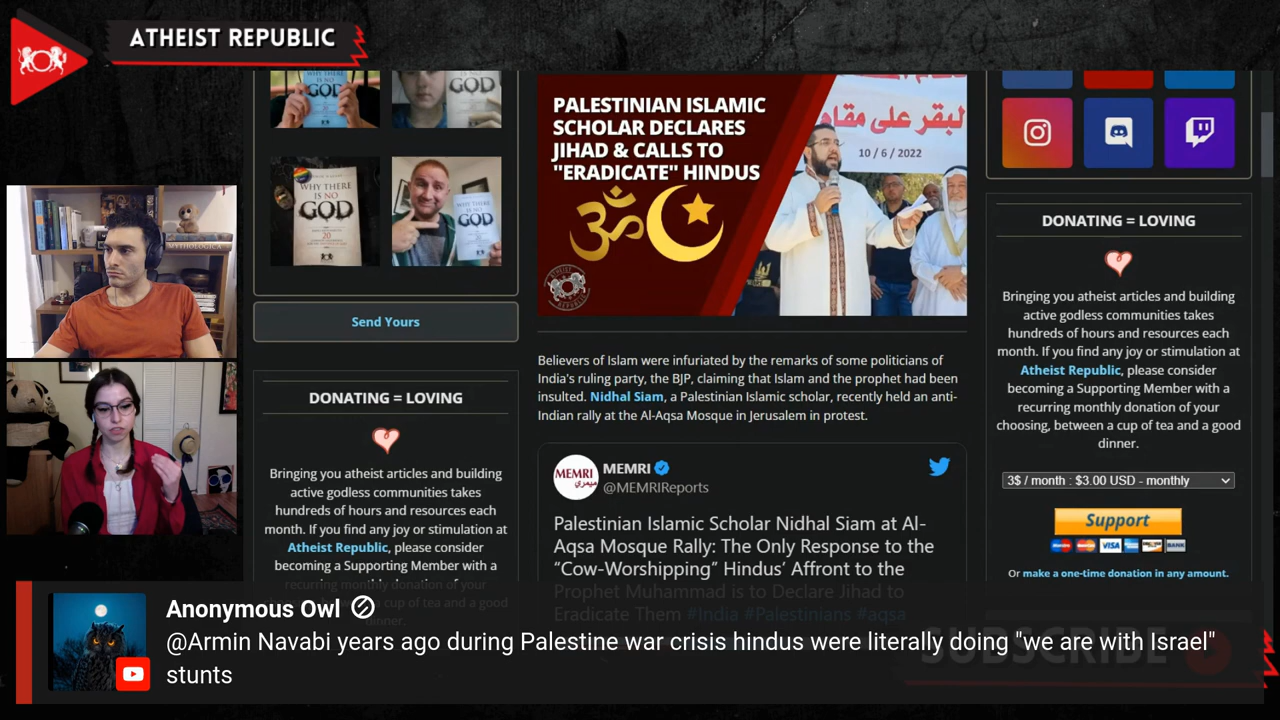 ATHEIST REPUBLIC
WHY THERE
IS NO
GOD
GOD
WHY THERE
IS NO
GOD
Send Yours
DONATING = LOVING
Bringing you atheist articles and building
active godless communities takes
hundreds of hours and resources each
month. If you find any joy or stimulation at
Atheist Republic, please consider
becoming a Supporting Member with a
recurring monthly donation of your
PALESTINIAN ISLAMIC
SCHOLAR DECLARES
JIHAD & CALLS TO
"ERADICATE" HINDUS
البقر على مقام
10 / 6 / 2022
Believers of Islam were infuriated by the remarks of some politicians of
India's ruling party, the BJP, claiming that Islam and the prophet had been
insulted. Nidhal Siam, a Palestinian Islamic scholar, recently held an anti-
Indian rally at the Al-Aqsa Mosque in Jerusalem in protest.
MEMRI
ميمري
MEMRI
@MEMRIReports
Palestinian Islamic Scholar Nidhal Siam at Al-
Aqsa Mosque Rally: The Only Response to the
“Cow-Worshipping” Hindus’ Affront to the
Prophet Muhammad is to Declare Jihad to
Eradicate Them #India #Palestinians #aqsa
DONATING = LOVING
Bringing you atheist articles and building
active godless communities takes
hundreds of hours and resources each
month. If you find any joy or stimulation at
Atheist Republic, please consider
becoming a Supporting Member with a
recurring monthly donation of your
choosing, between a cup of tea and a good
dinner.
3$ / month : $3.00 USD - monthly
Support
VISA
BANK
Or make a one-time donation in any amount.
SUBSCRIBE
MYTHOLOGICA
Anonymous Owl
@Armin Navabi years ago during Palestine war crisis hindus were literally doing "we are with Israel"
stunts